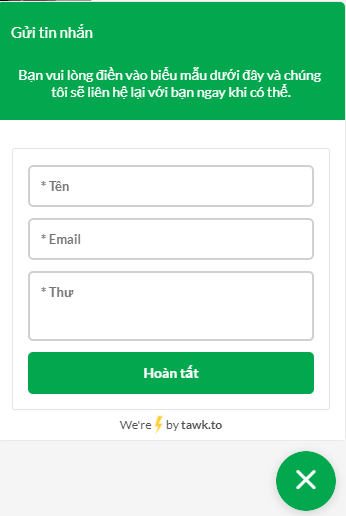 Gửi tin nhắn
Bạn vui lòng điền vào biểu mẫu dưới đây và chúng
tôi sẽ liên hệ lại với bạn ngay khi có thể.
* Tên
* Email
* Thư
Hoàn tất
We're ⚡ by tawk.to